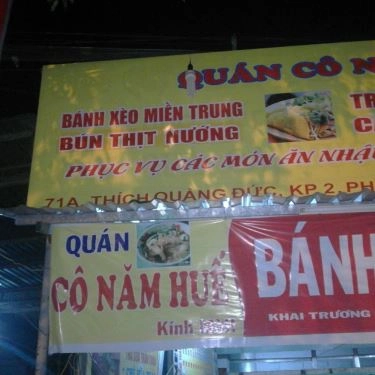 QUÁN CÔ N
BÁNH XÈO MIỀN TRUNG
BÚN THỊT NƯỚNG
TR
C
PHỤC VỤ CÁC MÓN ĂN NHẬU
71A, THÍCH QUẢNG ĐỨC, KP 2, PH
QUÁN
CÔ NĂM HUẾ
Kính
BÁNH
KHAI TRƯƠNG